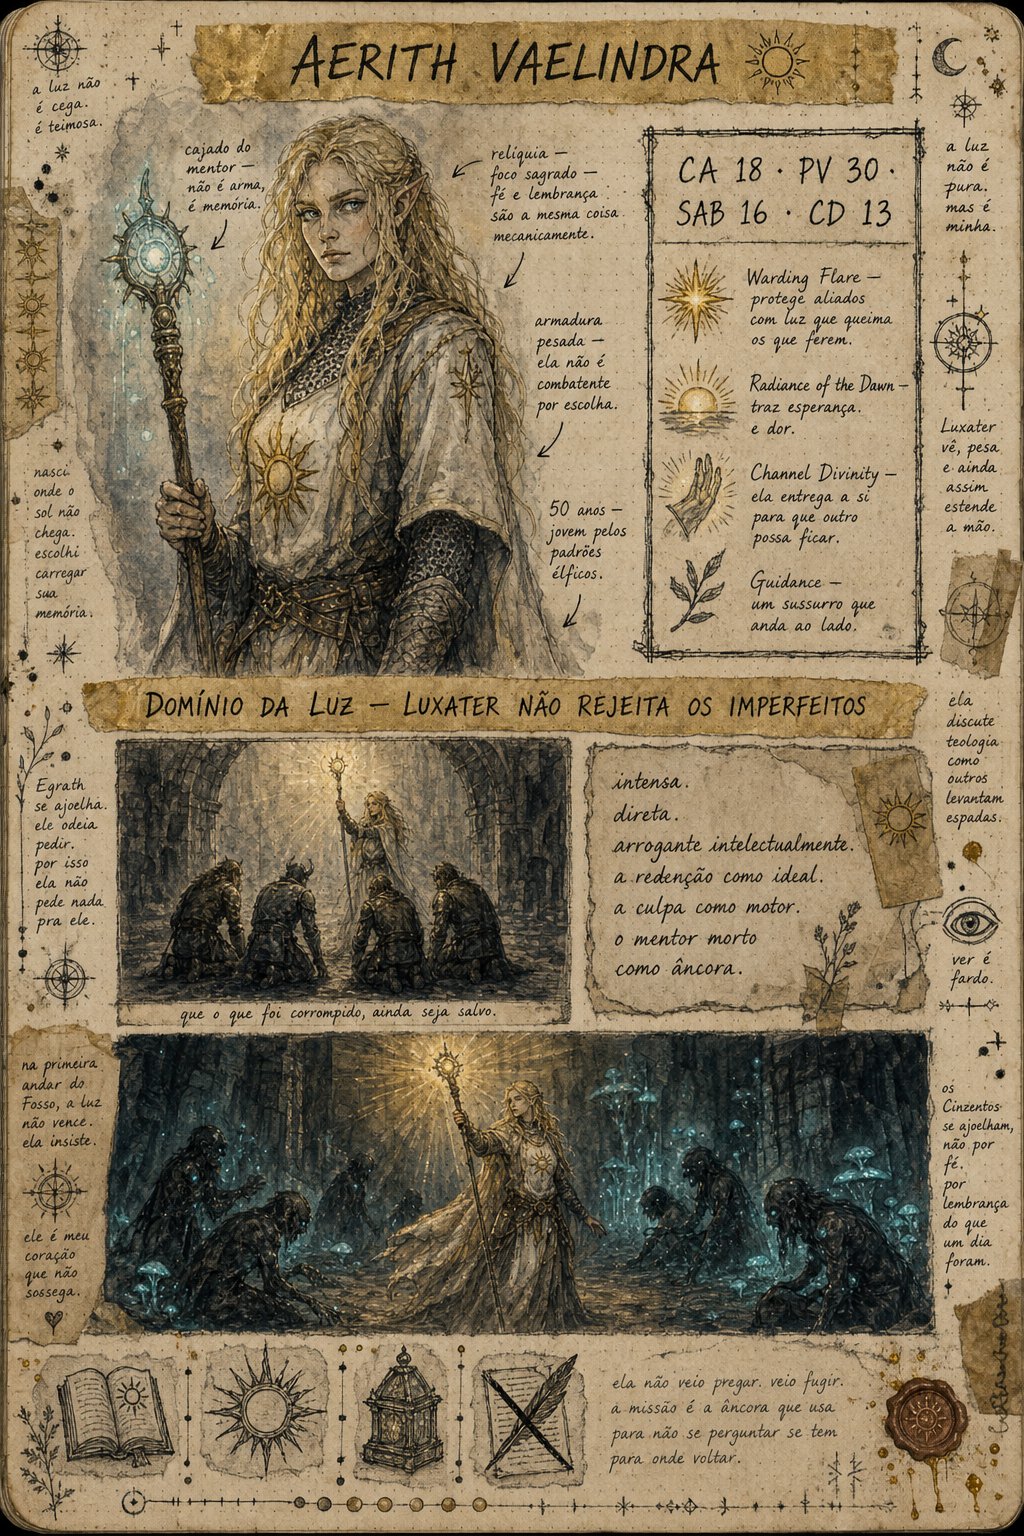 AERITH VAELINDRA
a luz não
é cega.
é teimosa.
cajado do
mentor —
não é arma,
é memória.
relíquia —
foco sagrado —
fé e lembrança
são a mesma coisa
mecanicamente.
armadura
pesada —
ela não é
combatente
por escolha.
50 anos —
jovem pelos
padrões
élficos.
nasci
onde o
sol não
chega.
escolhi
carregar
sua
memória.
CA 18 · PV 30 ·
SAB 16 · CD 13
Warding Flare —
protege aliados
com luz que queima
os que ferem.
Radiance of the Dawn —
traz esperança.
e dor.
Channel Divinity —
ela entrega a si
para que outro
possa ficar.
Guidance —
um sussurro que
anda ao lado.
a luz
não é
pura.
mas é
minha.
Luxater
vê, pesa
e ainda
assim
estende
a mão.
DOMÍNIO DA LUZ — LUXATER NÃO REJEITA OS IMPERFEITOS
Egrath
se ajoelha.
ele odeia
pedir.
por isso
ela não
pede nada
pra ele.
que o que foi corrompido, ainda seja salvo.
intensa.
direta.
arrogante intelectualmente.
a redenção como ideal.
a culpa como motor.
o mentor morto
como âncora.
ela
discute
teologia
como
outros
levantam
espadas.
ver é
fardo.
na primeira
andar do
Fosso, a luz
não vence.
ela insiste.
ele é meu
coração
que não
sossega.
os
Cinzentos
se ajoelham,
não por
fé.
por
lembrança
do que
um dia
foram.
ela não veio pregar. veio fugir.
a missão é a âncora que usa
para não se perguntar se tem
para onde voltar.